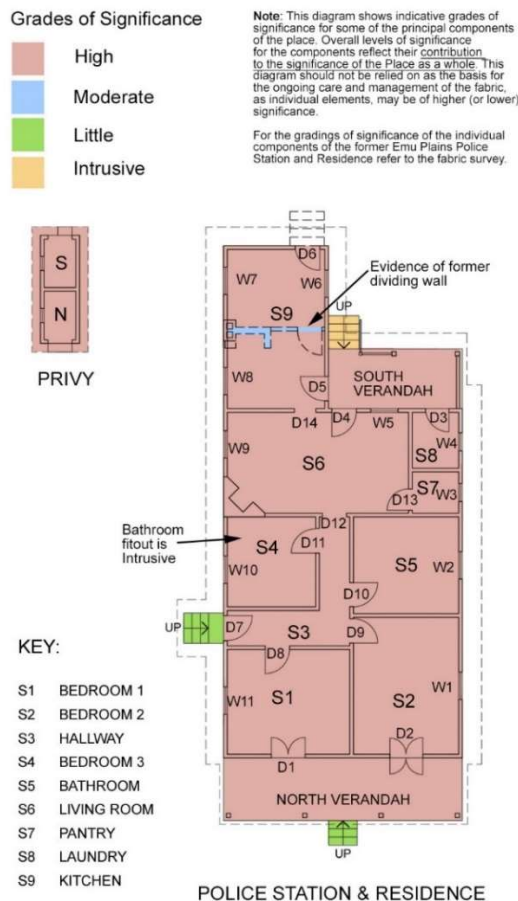 Grades of Significance
High
Moderate
Little
Intrusive
Note: This diagram shows indicative grades of
significance for some of the principal components
of the place. Overall levels of significance
for the components reflect their contribution
to the significance of the Place as a whole. This
diagram should not be relied on as the basis for
the ongoing care and management of the fabric,
as individual elements, may be of higher (or lower)
significance.
For the gradings of significance of the individual
components of the former Emu Plains Police
Station and Residence refer to the fabric survey.
S
N
PRIVY
D6
W7
W6
S9
Evidence of former
dividing wall
UP
W8
D5
SOUTH
VERANDAH
D14
D4
W5
D3
W9
S6
S8
W4
D13
S7
W3
D12
Bathroom
fitout is
Intrusive
S4
D11
W10
S5
W2
D10
UP
D7
S3
D9
D8
W11
S1
S2
W1
D1
D2
NORTH VERANDAH
UP
KEY:
S1 BEDROOM 1
S2 BEDROOM 2
S3 HALLWAY
S4 BEDROOM 3
S5 BATHROOM
S6 LIVING ROOM
S7 PANTRY
S8 LAUNDRY
S9 KITCHEN
POLICE STATION & RESIDENCE